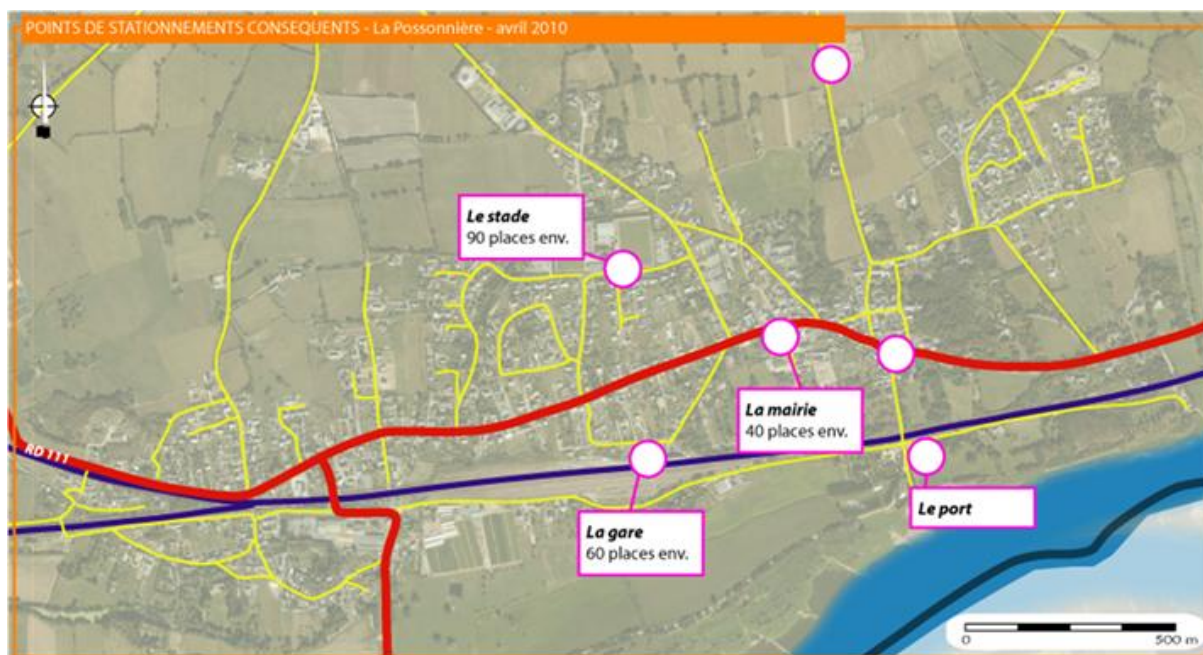 POINTS DE STATIONNEMENTS CONSEQUENTS - La Possonnière - avril 2010
Le stade
90 places env.
La mairie
40 places env.
RD 111
Le port
La gare
60 places env.
0
500 m